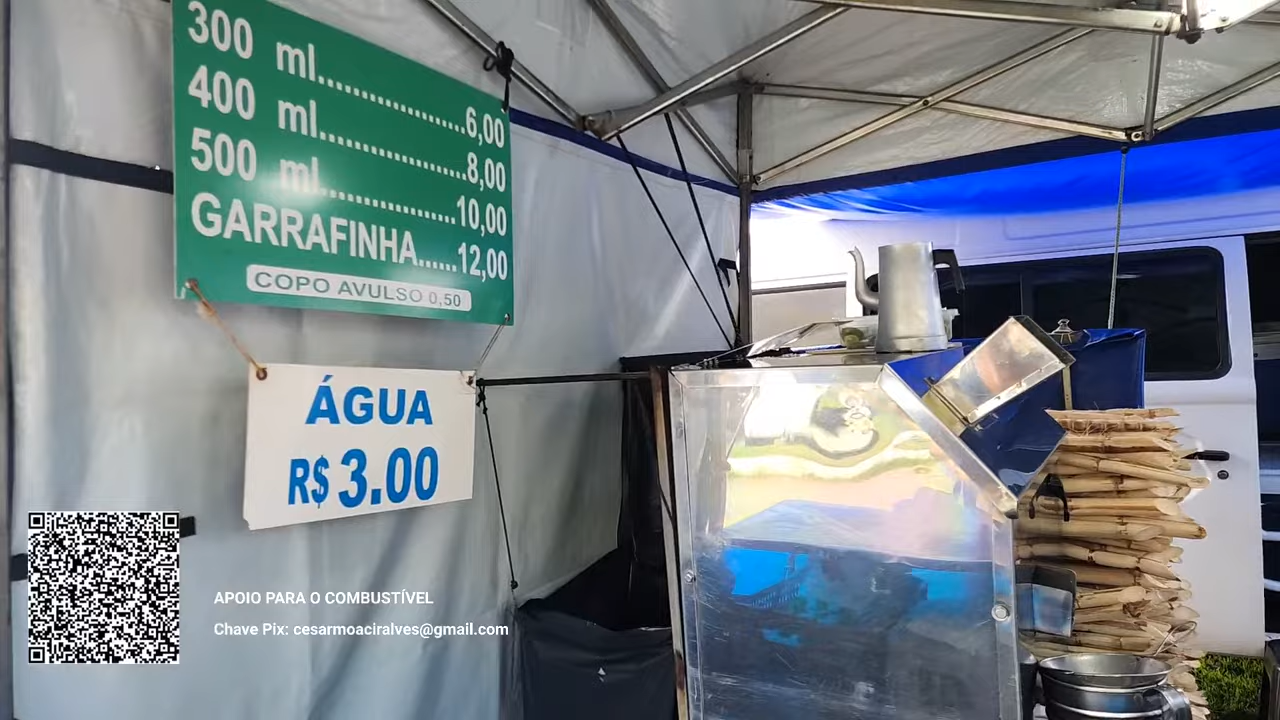 300 ml..................6,00
400 ml..................8,00
500 ml..................10,00
GARRAFINHA......12,00
COPO AVULSO 0,50
ÁGUA
R$ 3.00
APOIO PARA O COMBUSTÍVEL
Chave Pix: cesarmoaciralves@gmail.com